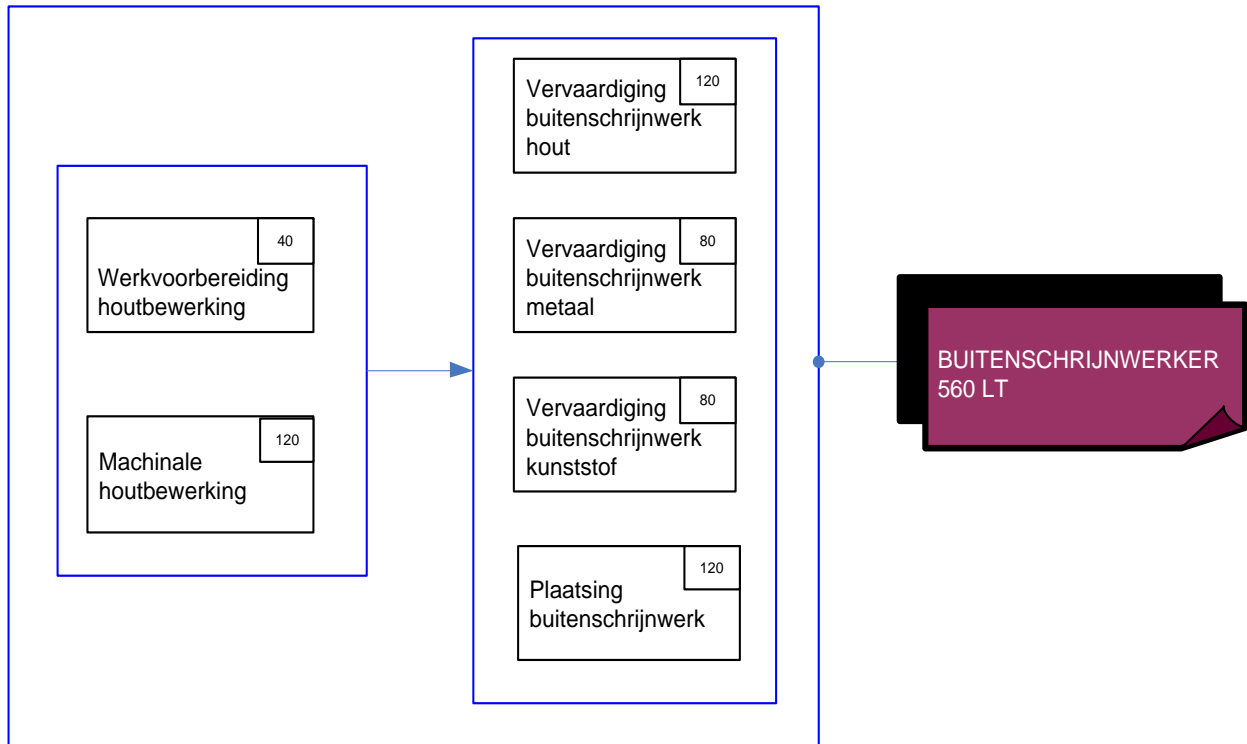 40
Werkvoorbereiding
houtbewerking
120
Machinale
houtbewerking
120
Vervaardiging
buitenschrijnwerk
hout
80
Vervaardiging
buitenschrijnwerk
metaal
80
Vervaardiging
buitenschrijnwerk
kunststof
120
Plaatsing
buitenschrijnwerk
BUITENSCHRIJNWERKER
560 LT